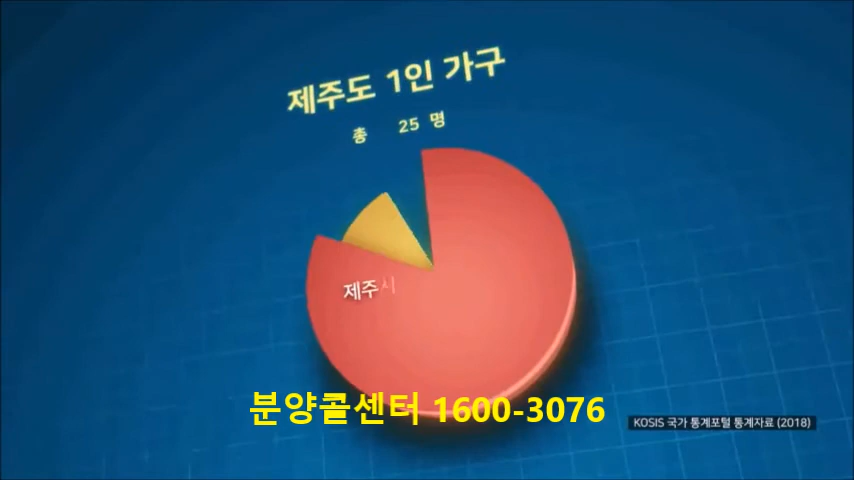 제주도 1인 가구
총 25 명
제주시
분양콜센터 1600-3076
KOSIS 국가 통계포털 통계자료 (2018)